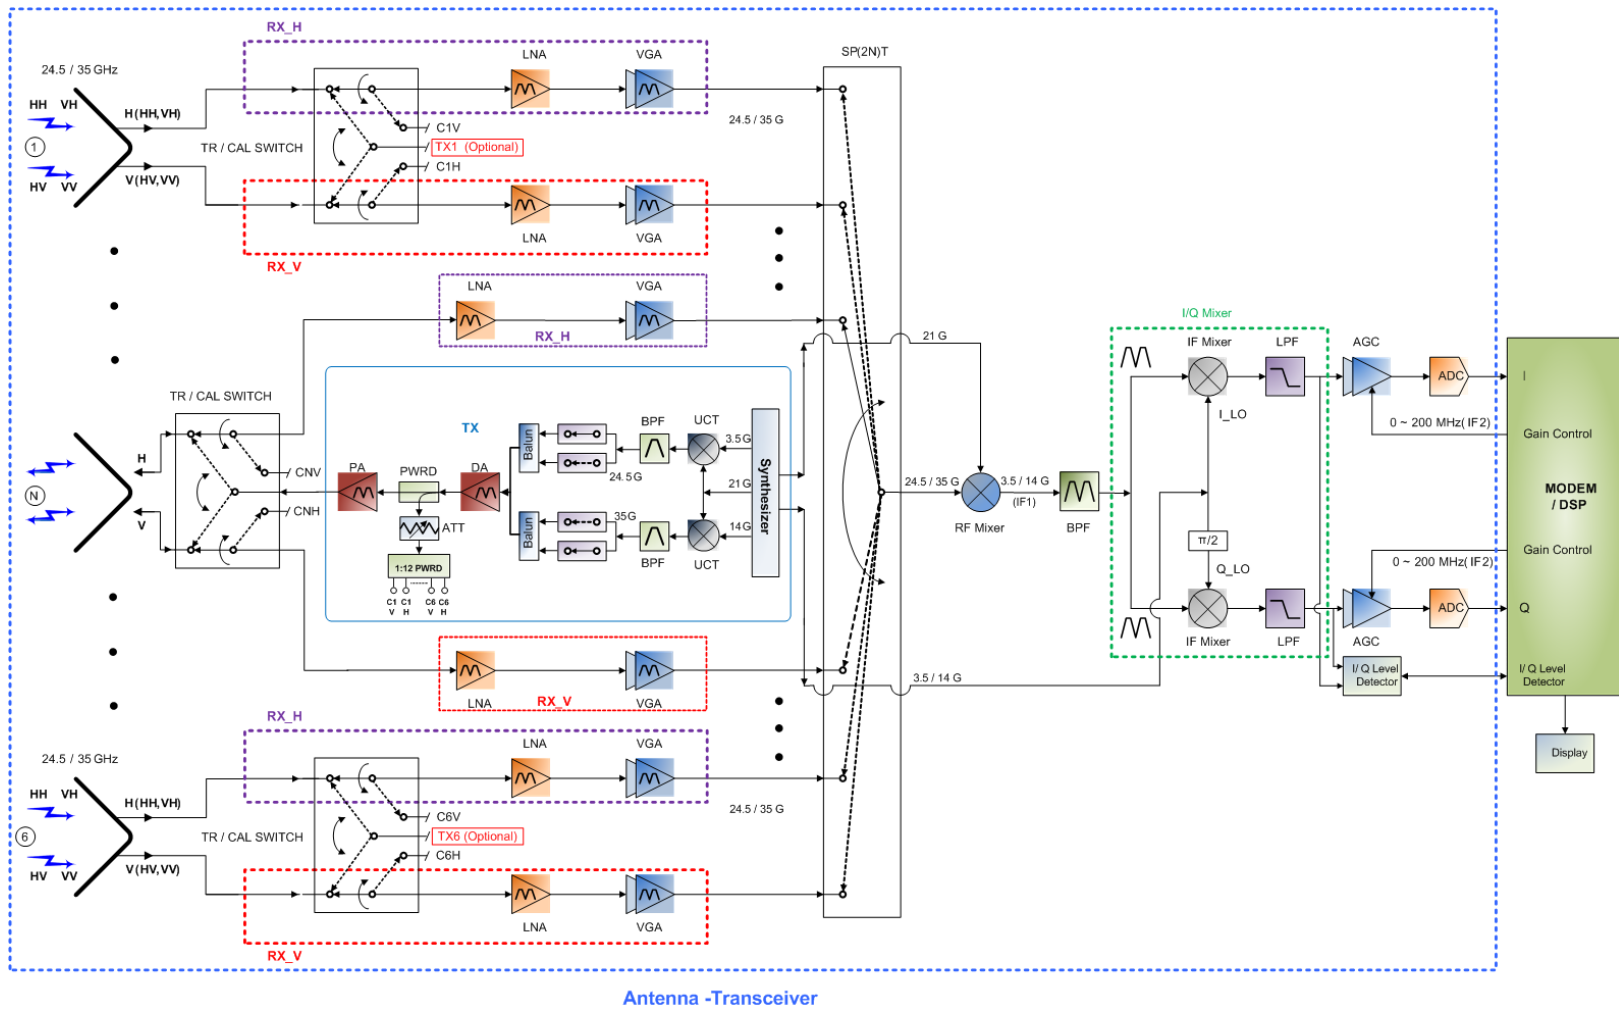 RX_H
24.5 / 35 GHz
LNA
VGA
SP(2N)T
HH VH
H (HH, VH)
24.5 / 35 G
C1V
1
TR / CAL SWITCH
TX1 (Optional)
C1H
V (HV, VV)
HV VV
LNA
VGA
RX_V
LNA
VGA
RX_H
21 G
I/Q Mixer
IF Mixer
LPF
AGC
ADC
I
I_LO
0 ~ 200 MHz( IF2)
Gain Control
TR / CAL SWITCH
TX
Balun
BPF
UCT
3.5G
24.5G
H
CNV
PA
PWRD
DA
21G
Synthesizer
24.5 / 35 G
3.5 / 14 G
(IF1)
RF Mixer
BPF
MODEM
/ DSP
N
V
CNH
ATT
Balun
35G
14G
BPF
UCT
π/2
Gain Control
0 ~ 200 MHz( IF2)
1:12 PWRD
C1
V
C1
H
C6
V
C6
H
Q_LO
IF Mixer
LPF
AGC
ADC
Q
I/ Q Level
Detector
I/ Q Level
Detector
3.5 / 14 G
LNA
RX_V
VGA
RX_H
LNA
VGA
24.5 / 35 GHz
Display
HH VH
H (HH, VH)
24.5 / 35 G
C6V
6
TR / CAL SWITCH
TX6 (Optional)
C6H
V (HV, VV)
HV VV
LNA
VGA
RX_V
Antenna -Transceiver